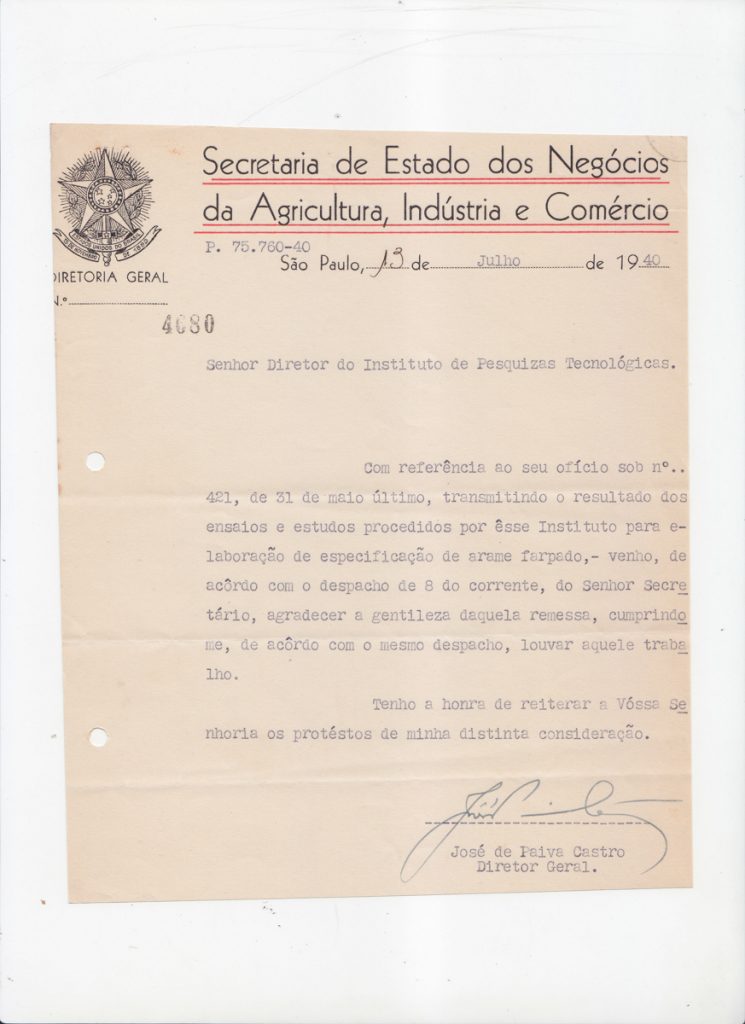 Secretaria de Estado dos Negócios
da Agricultura, Indústria e Comércio
P. 75.760-40
São Paulo, 13 de Julho de 1940
DIRETORIA GERAL
N.º
4680
Senhor Diretor do Instituto de Pesquizas Tecnológicas.
Com referência ao seu ofício sob nº..
421, de 31 de maio último, transmitindo o resultado dos
ensaios e estudos procedidos por êsse Instituto para e-
laboração de especificação de arame farpado,- venho, de
acôrdo com o despacho de 8 do corrente, do Senhor Secre
tário, agradecer a gentileza daquela remessa, cumprindo
me, de acôrdo com o mesmo despacho, louvar aquele traba
lho.
Tenho a honra de reiterar a Vóssa Se
nhoria os protéstos de minha distinta consideração.
José de Paiva Castro
Diretor Geral.